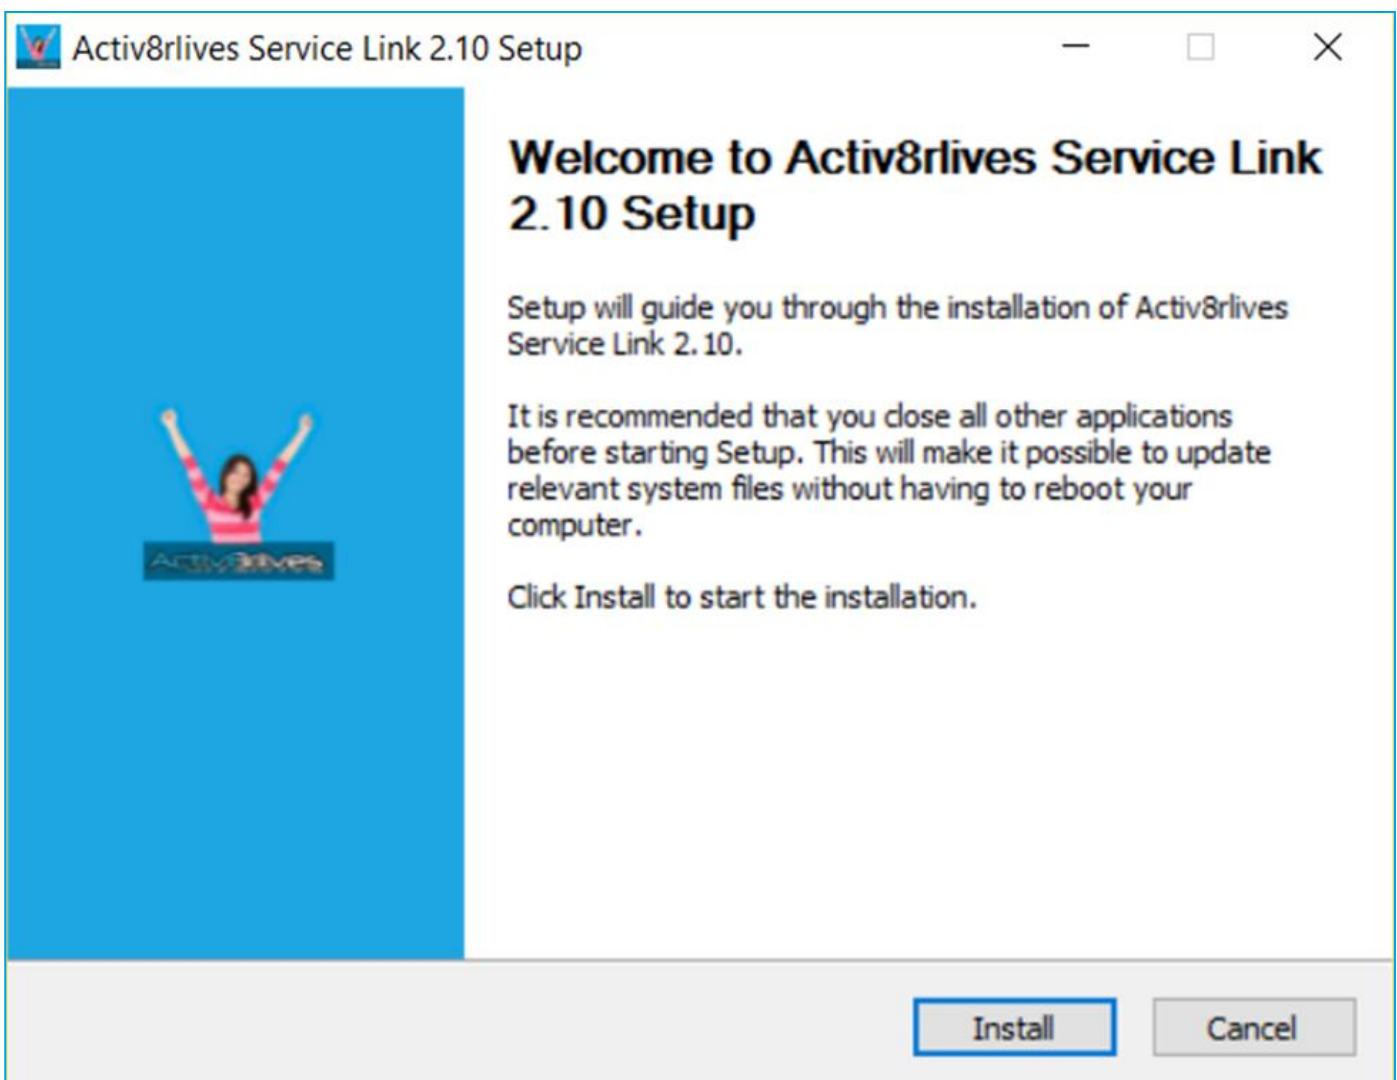 Activ8rlives Service Link 2.10 Setup
Welcome to Activ8rlives Service Link
2.10 Setup
Setup will guide you through the installation of Activ8rlives
Service Link 2.10.
It is recommended that you close all other applications
before starting Setup. This will make it possible to update
relevant system files without having to reboot your
computer.
Click Install to start the installation.
Activ8rlives
Install
Cancel